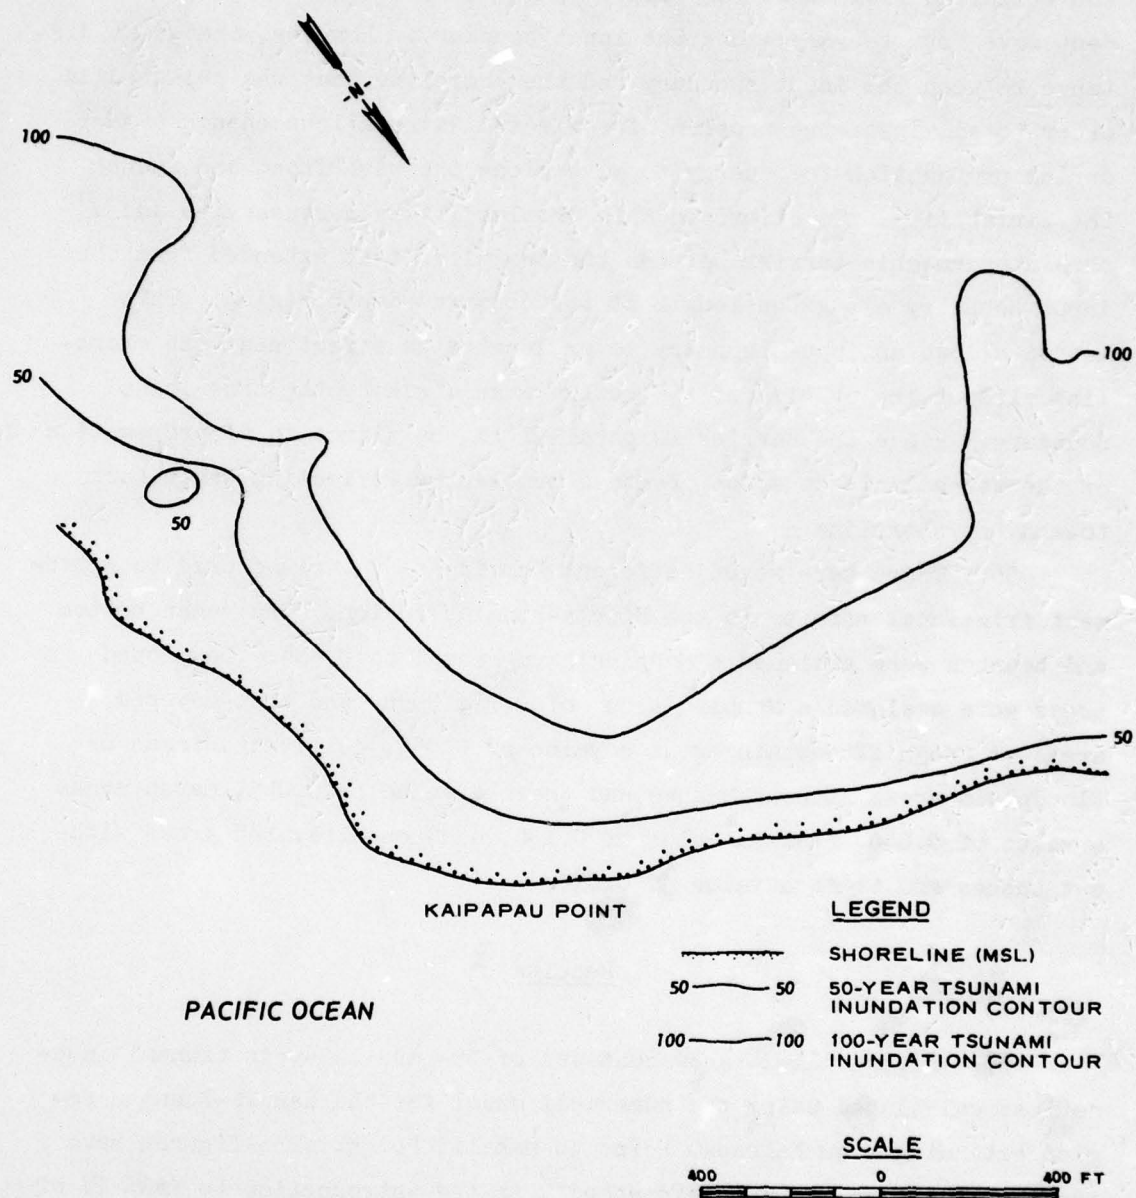 N
100
100
50
50
50
KAIPAPAU POINT
PACIFIC OCEAN
LEGEND
SHORELINE (MSL)
50 50 50-YEAR TSUNAMI
INUNDATION CONTOUR
100 100 100-YEAR TSUNAMI
INUNDATION CONTOUR
SCALE
400 0 400 FT